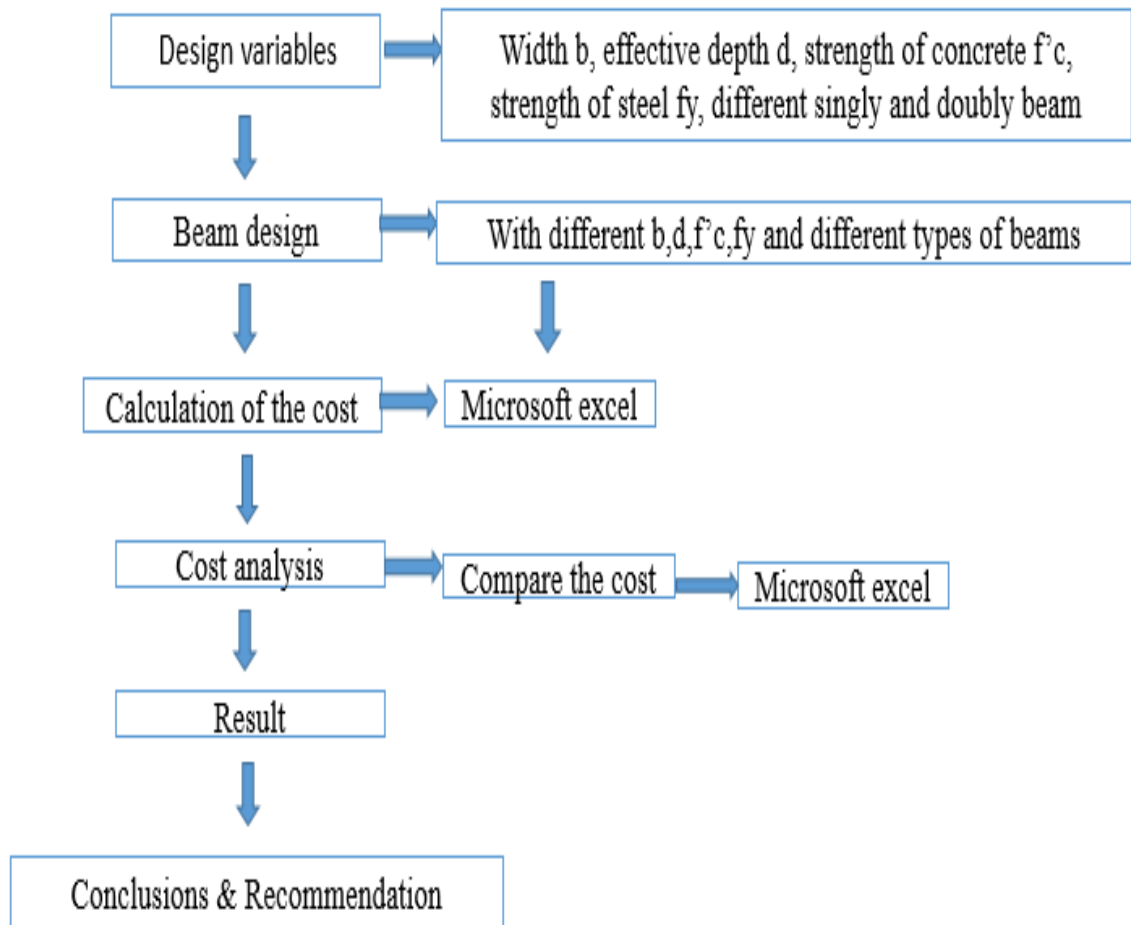 Design variables
Width b, effective depth d, strength of concrete f’c,
strength of steel fy, different singly and doubly beam
Beam design
With different b,d,f’c,fy and different types of beams
Calculation of the cost
Microsoft excel
Cost analysis
Compare the cost
Microsoft excel
Result
Conclusions & Recommendation